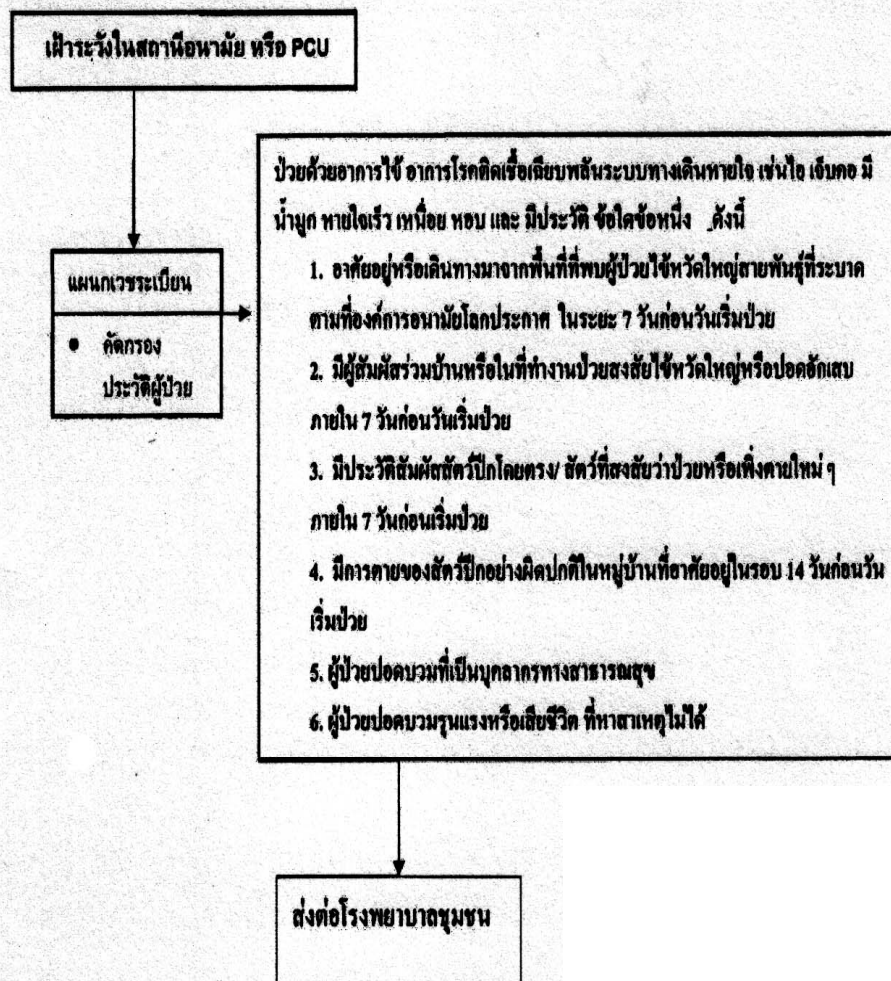 เฝ้าระวังในสถานีอนามัย หรือ PCU
ป่วยด้วยอาการไข้ อาการโรคติดเชื้อเฉียบพลันระบบทางเดินหายใจ เช่นไอ เจ็บคอ มี
น้ำมูก หายใจเร็ว เหนื่อย หอบ และ มีประวัติ ข้อใดข้อหนึ่ง ดังนี้
1. อาศัยอยู่หรือเดินทางมาจากพื้นที่ที่พบผู้ป่วยไข้หวัดใหญ่สายพันธุ์ที่ระบาด
ตามที่องค์การอนามัยโลกประกาศ ในระยะ 7 วันก่อนวันเริ่มป่วย
2. มีผู้สัมผัสร่วมบ้านหรือในที่ทำงานป่วยสงสัยไข้หวัดใหญ่หรือปอดอักเสบ
ภายใน 7 วันก่อนวันเริ่มป่วย
3. มีประวัติสัมผัสสัตว์ปีกโดยตรง/ สัตว์ที่สงสัยว่าป่วยหรือเพิ่งตายใหม่ ๆ
ภายใน 7 วันก่อนเริ่มป่วย
4. มีการตายของสัตว์ปีกอย่างผิดปกติในหมู่บ้านที่อาศัยอยู่ในรอบ 14 วันก่อนวัน
เริ่มป่วย
5. ผู้ป่วยปอดบวมที่เป็นบุคลากรทางสาธารณสุข
6. ผู้ป่วยปอดบวมรุนแรงหรือเสียชีวิต ที่หาสาเหตุไม่ได้
แผนกเวชระเบียน
• คัดกรอง
ประวัติผู้ป่วย
ส่งต่อโรงพยาบาลชุมชน